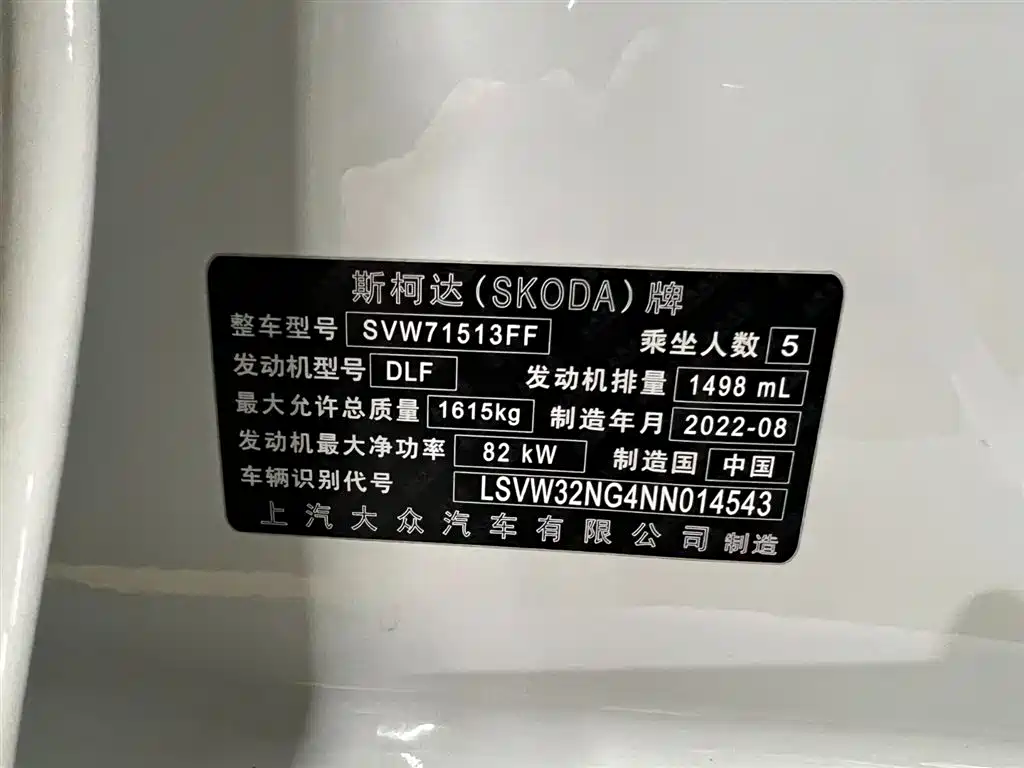 斯柯达(SKODA)牌
整车型号 SVW71513FF 乘坐人数 5
发动机型号 DLF 发动机排量 1498 mL
最大允许总质量 1615kg 制造年月 2022-08
发动机最大净功率 82 kW 制造国 中国
车辆识别代号 LSVW32NG4NN014543
上汽大众汽车有限公司 制造